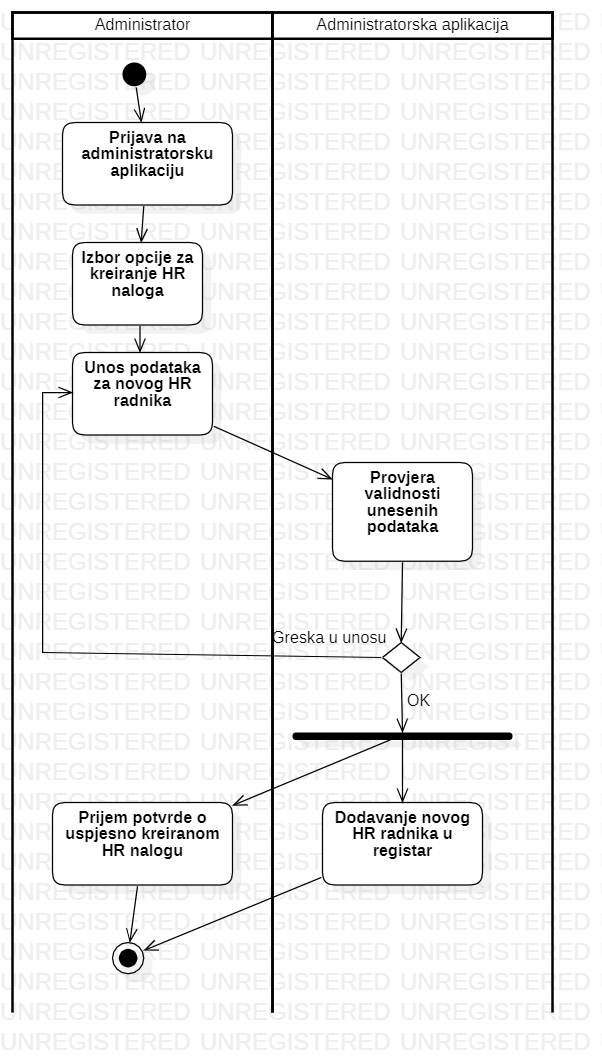 Administrator
Administratorska aplikacija
Prijava na
administratorsku
aplikaciju
Izbor opcije za
kreiranje HR
naloga
Unos podataka
za novog HR
radnika
Provjera
validnosti
unesenih
podataka
Greska u unosu
OK
Prijem potvrde o
uspjesno kreiranom
HR nalogu
Dodavanje novog
HR radnika u
registar
UNREGISTERED